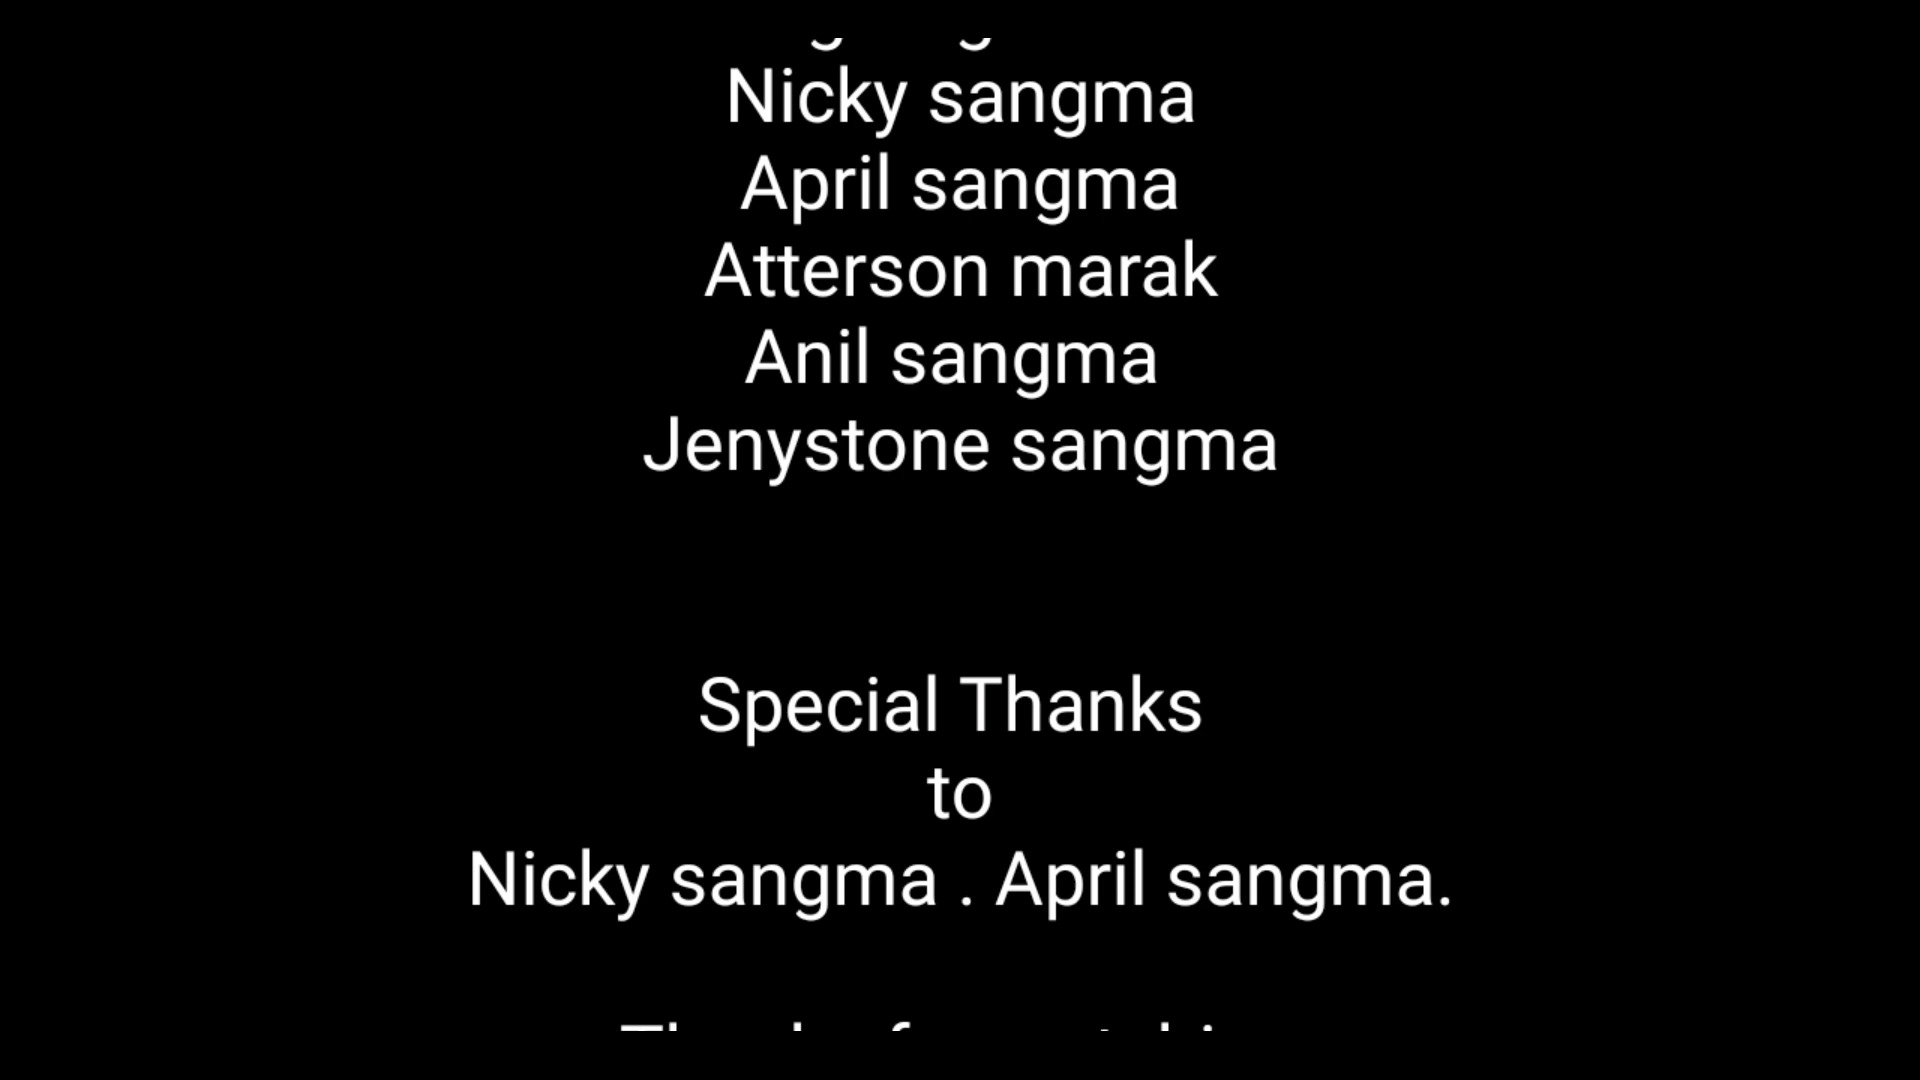 Nicky sangma
April sangma
Atterson marak
Anil sangma
Jenystone sangma
Special Thanks
to
Nicky sangma . April sangma.